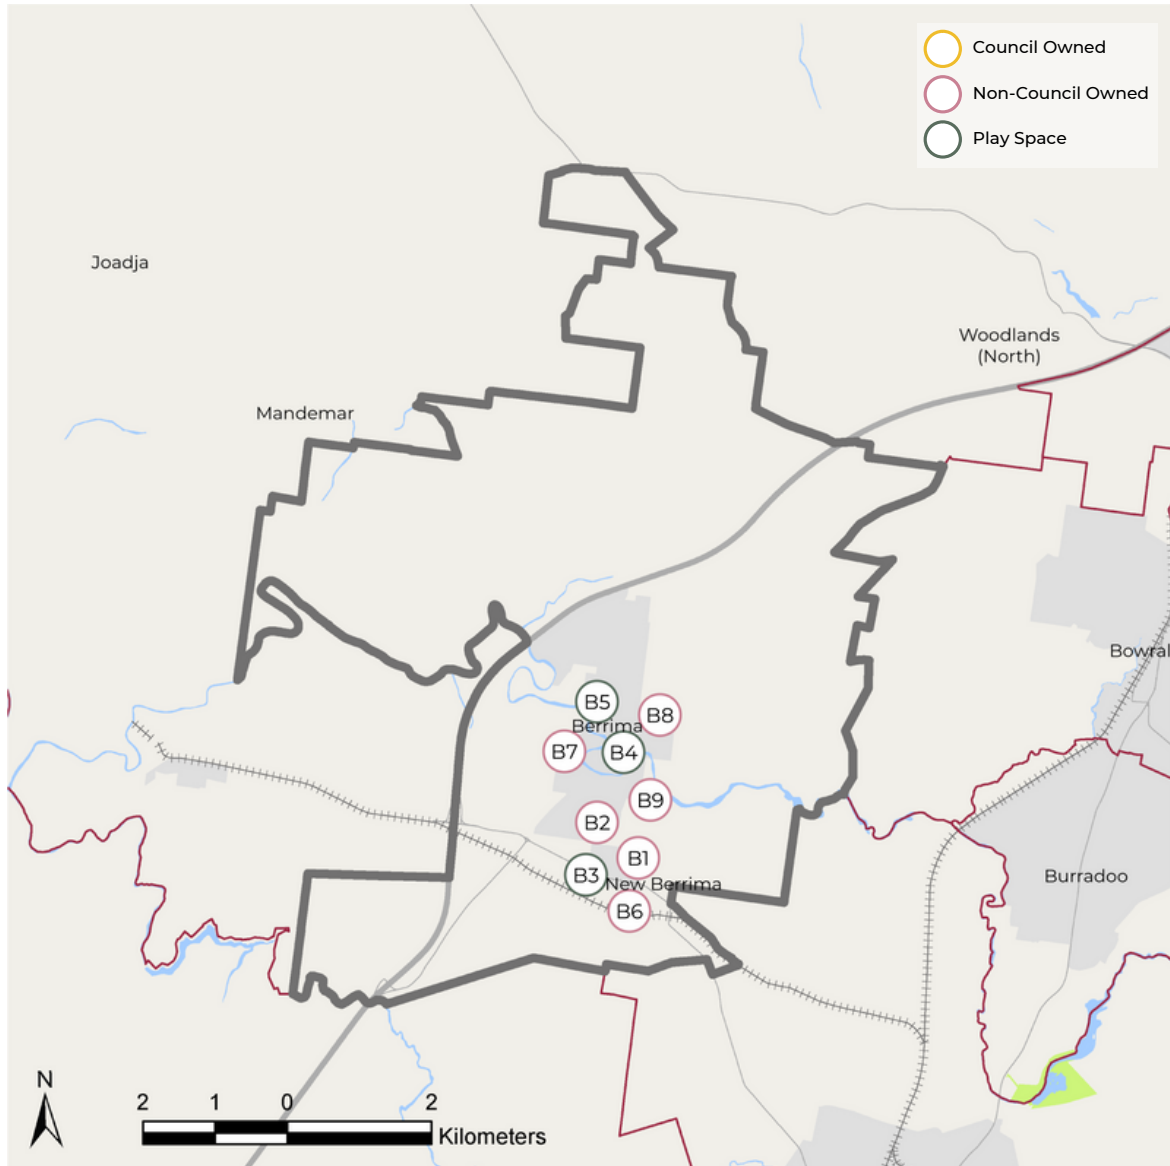 Council Owned
Non-Council Owned
Play Space
Joadja
Woodlands
(North)
Mandemar
Bowral
B5
B8
Berrima
B7
B4
B9
B2
B1
B3
New Berrima
Burradoo
B6
N
2 1 0 2
Kilometers